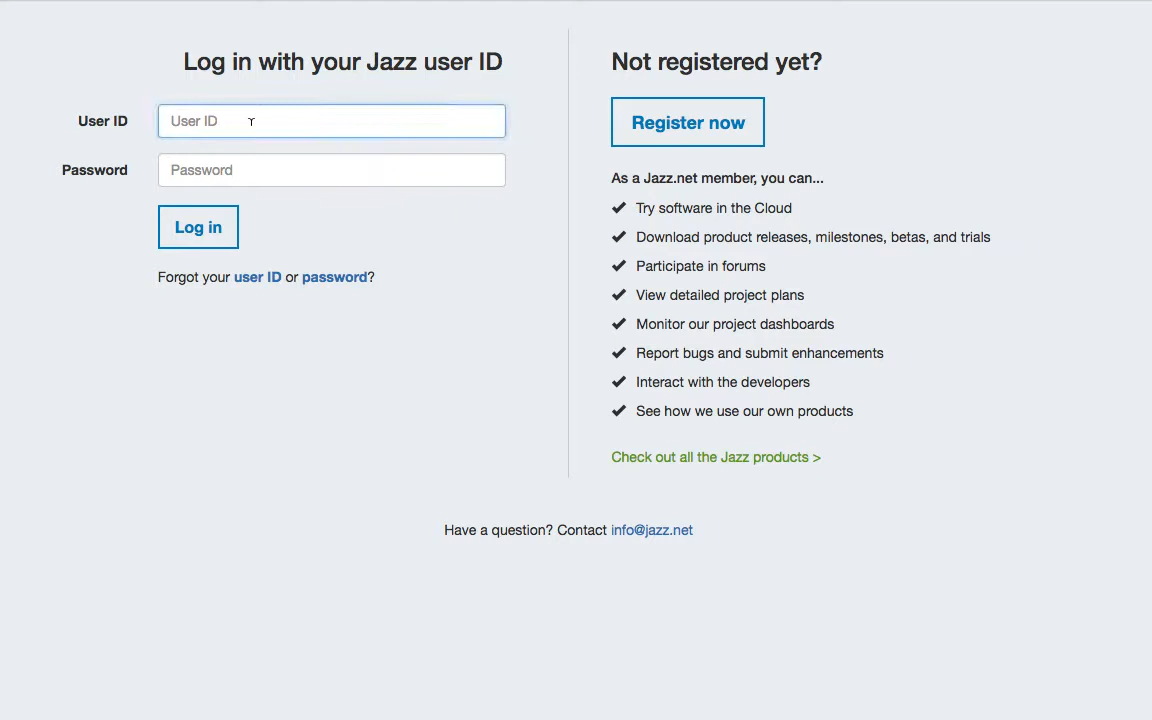 Log in with your Jazz user ID
User ID
User ID
Password
Password
Log in
Forgot your user ID or password?
Not registered yet?
Register now
As a Jazz.net member, you can...
Try software in the Cloud
Download product releases, milestones, betas, and trials
Participate in forums
View detailed project plans
Monitor our project dashboards
Report bugs and submit enhancements
Interact with the developers
See how we use our own products
Check out all the Jazz products >
Have a question? Contact info@jazz.net